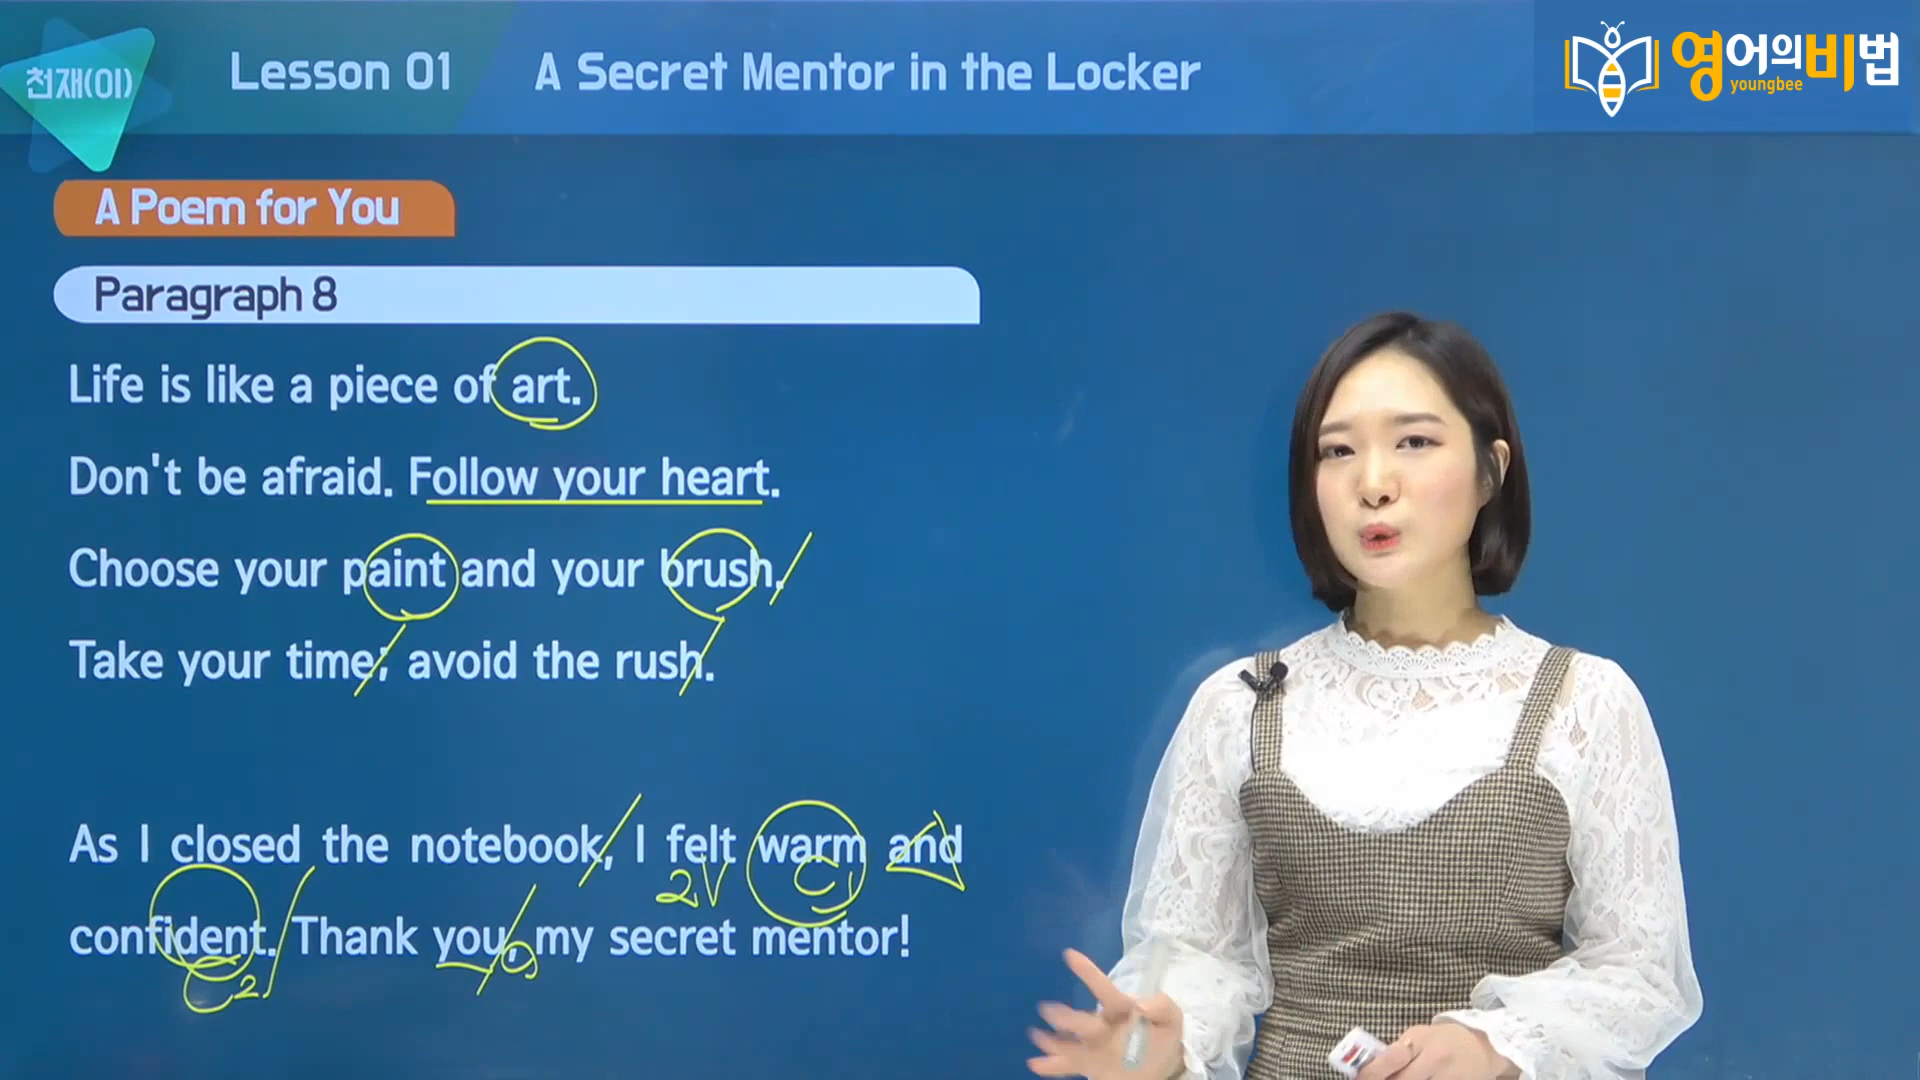 천재(이)
Lesson 01 A Secret Mentor in the Locker
영어의비법
youngbee
A Poem for You
Paragraph 8
Life is like a piece of art.
Don't be afraid. Follow your heart.
Choose your paint and your brush.
Take your time; avoid the rush.
As I closed the notebook, I felt warm and
2V C1
confident. Thank you, my secret mentor!
C2